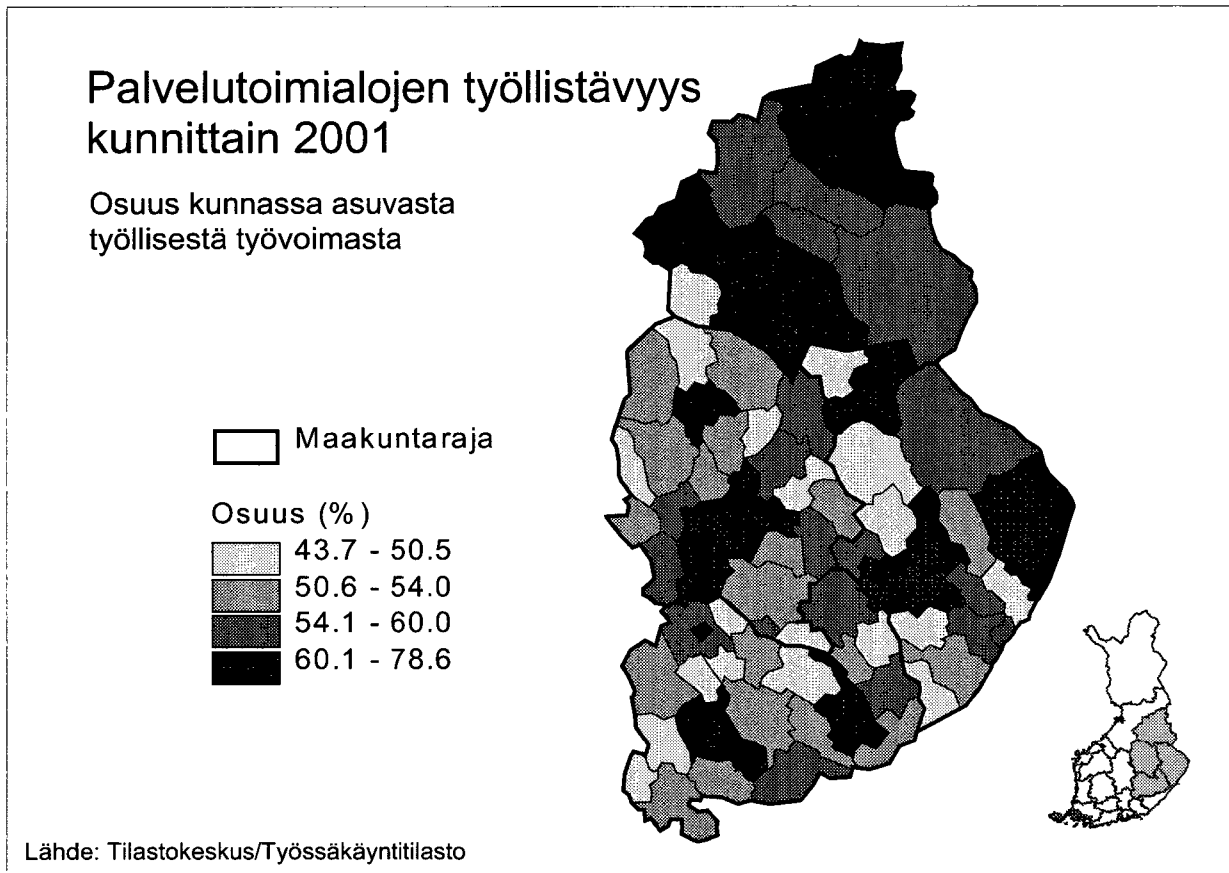 Palvelutoimialojen työllistävyys
kunnittain 2001
Osuus kunnassa asuvasta
työllisestä työvoimasta
Maakuntaraja
Osuus (%)
43.7 - 50.5
50.6 - 54.0
54.1 - 60.0
60.1 - 78.6
Lähde: Tilastokeskus/Työssäkäyntitilasto